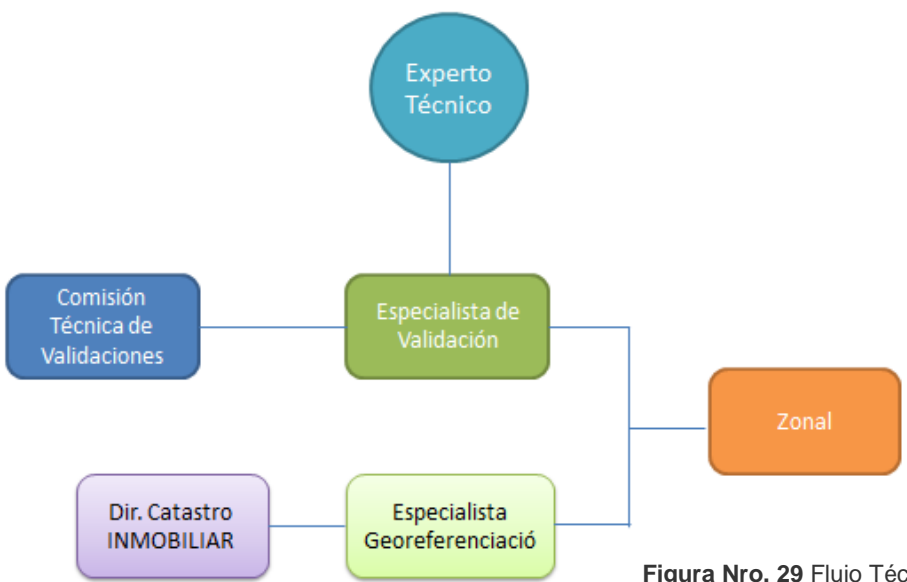 Experto
Técnico
Comisión
Técnica de
Validaciones
Especialista de
Validación
Zonal
Dir. Catastro
INMOBILIAR
Especialista
Georeferenciació
Figura Nro. 29 Flujo Téc